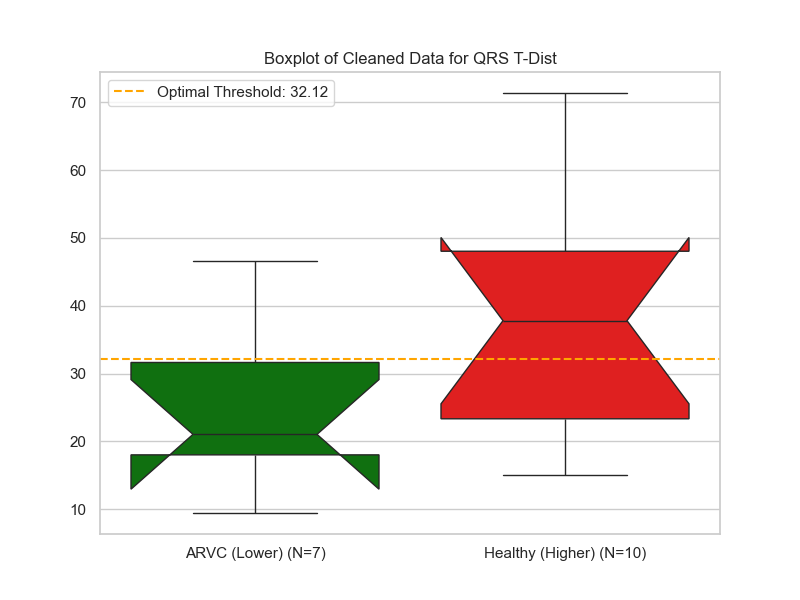 Boxplot of Cleaned Data for QRS T-Dist
Optimal Threshold: 32.12
70
60
50
40
30
20
10
ARVC (Lower) (N=7)
Healthy (Higher) (N=10)